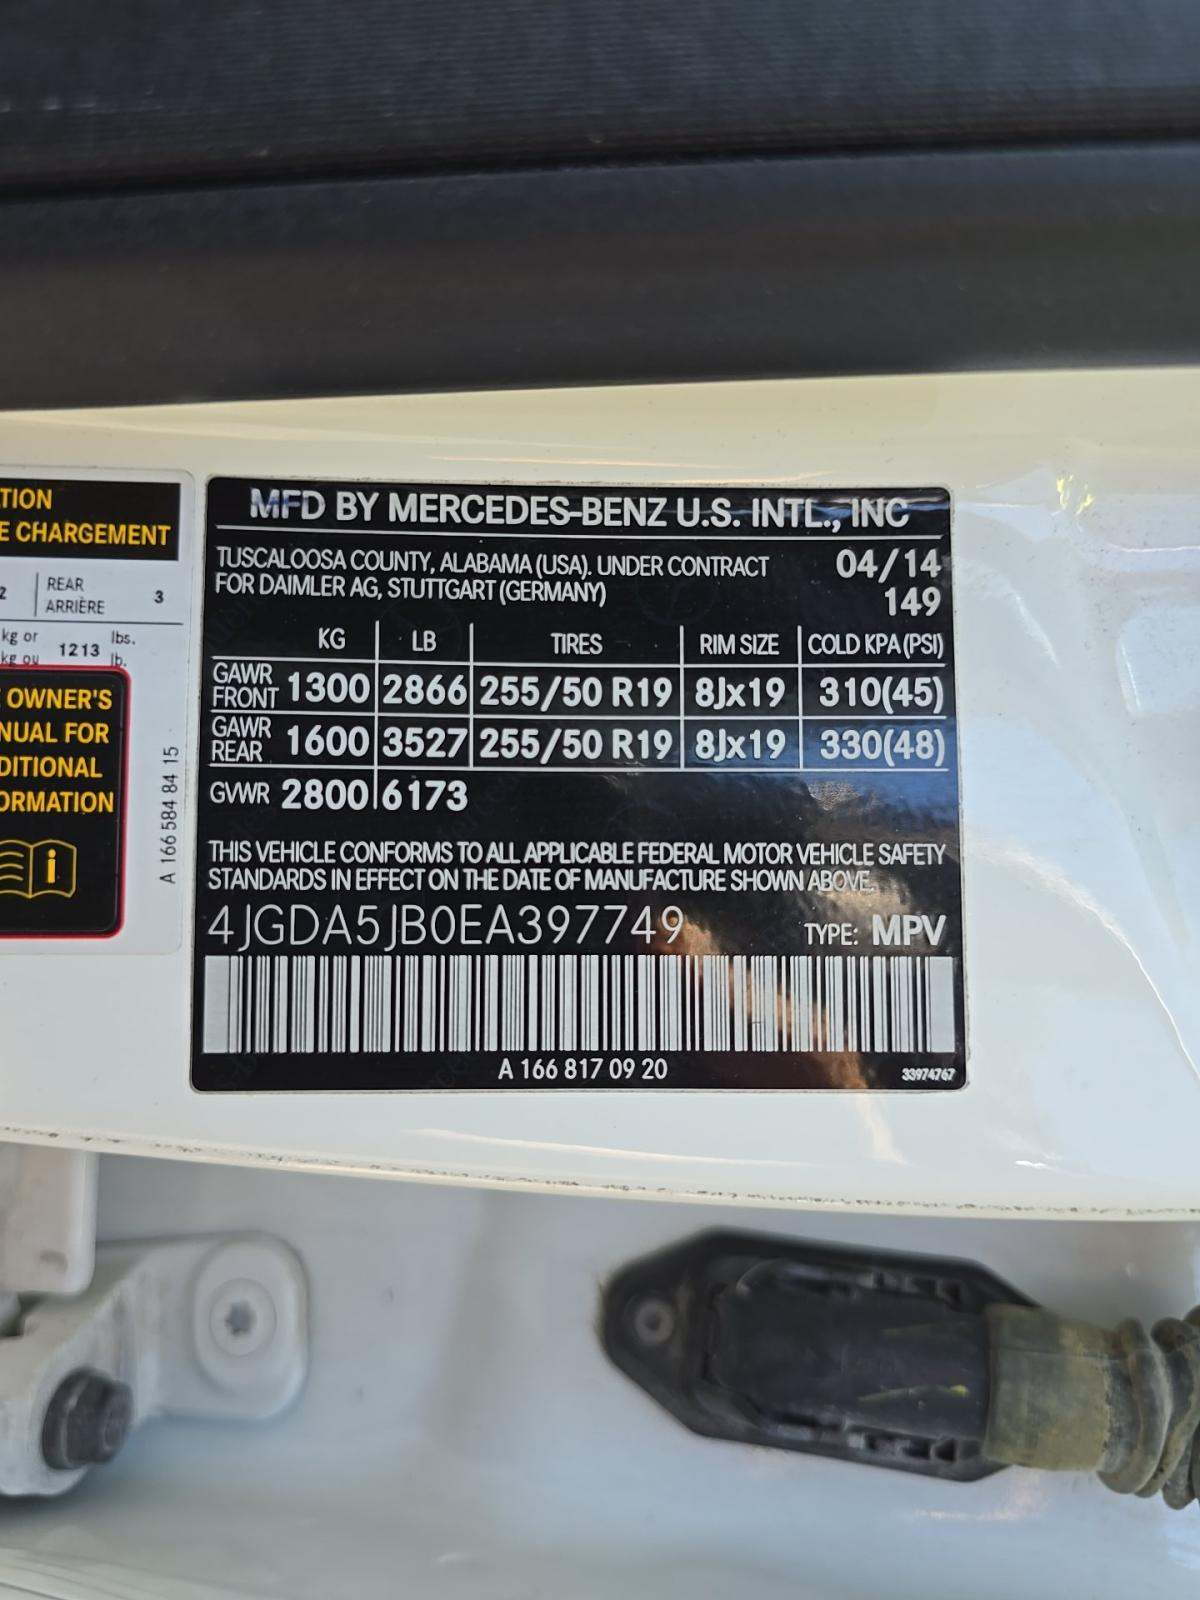 TION
E CHARGEMENT
2 REAR ARRIÈRE 3
kg or lbs.
kg ou 1213 lb.
E OWNER'S
NUAL FOR
DITIONAL
ORMATION
i
A 166 584 84 15
MFD BY MERCEDES-BENZ U.S. INTL., INC
TUSCALOOSA COUNTY, ALABAMA (USA). UNDER CONTRACT 04/14
FOR DAIMLER AG, STUTTGART (GERMANY) 149
KG LB TIRES RIM SIZE COLD KPA (PSI)
GAWR FRONT 1300 2866 255/50 R19 8Jx19 310(45)
GAWR REAR 1600 3527 255/50 R19 8Jx19 330(48)
GVWR 2800 6173
THIS VEHICLE CONFORMS TO ALL APPLICABLE FEDERAL MOTOR VEHICLE SAFETY
STANDARDS IN EFFECT ON THE DATE OF MANUFACTURE SHOWN ABOVE.
4JGDA5JB0EA397749 TYPE: MPV
A 166 817 09 20
33974767